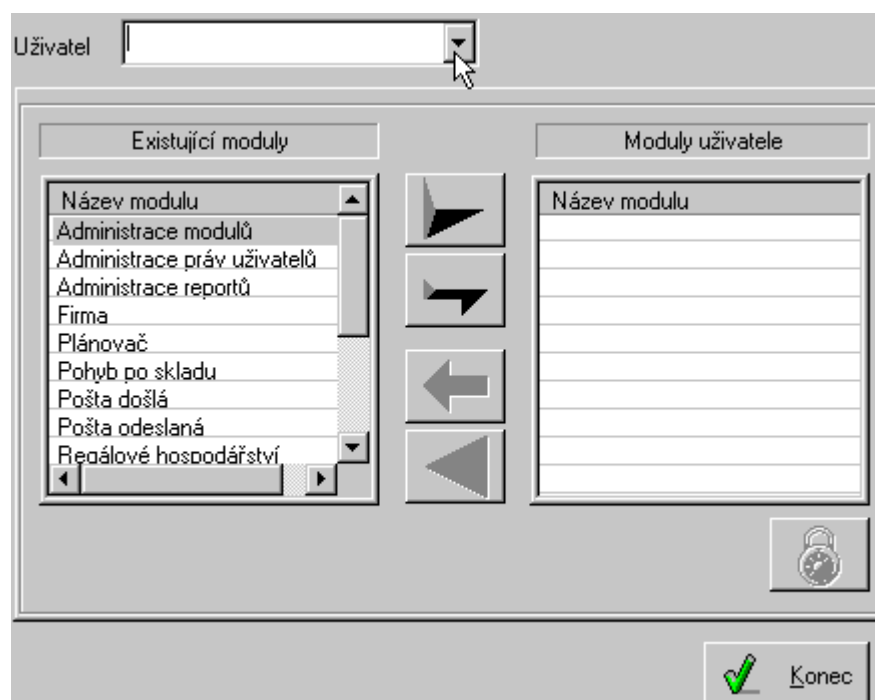 Uživatel
Existující moduly
Moduly uživatele
Název modulu
Název modulu
Administrace modulů
Administrace práv uživatelů
Administrace reportů
Firma
Plánovač
Pohyb po skladu
Pošta došlá
Pošta odeslaná
Regálové hospodářství
Konec